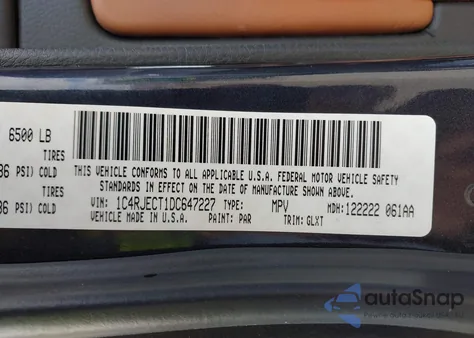 6500 LB
TIRES
36 PSI) COLD
TIRES
36 PSI) COLD
THIS VEHICLE CONFORMS TO ALL APPLICABLE U.S.A. FEDERAL MOTOR VEHICLE SAFETY
STANDARDS IN EFFECT ON THE DATE OF MANUFACTURE SHOWN ABOVE.
VIN: 1C4RJECT1DC647227 TYPE: MPV MDH:122222 061AA
VEHICLE MADE IN U.S.A. PAINT: PAR TRIM: GLXT
autoSnap